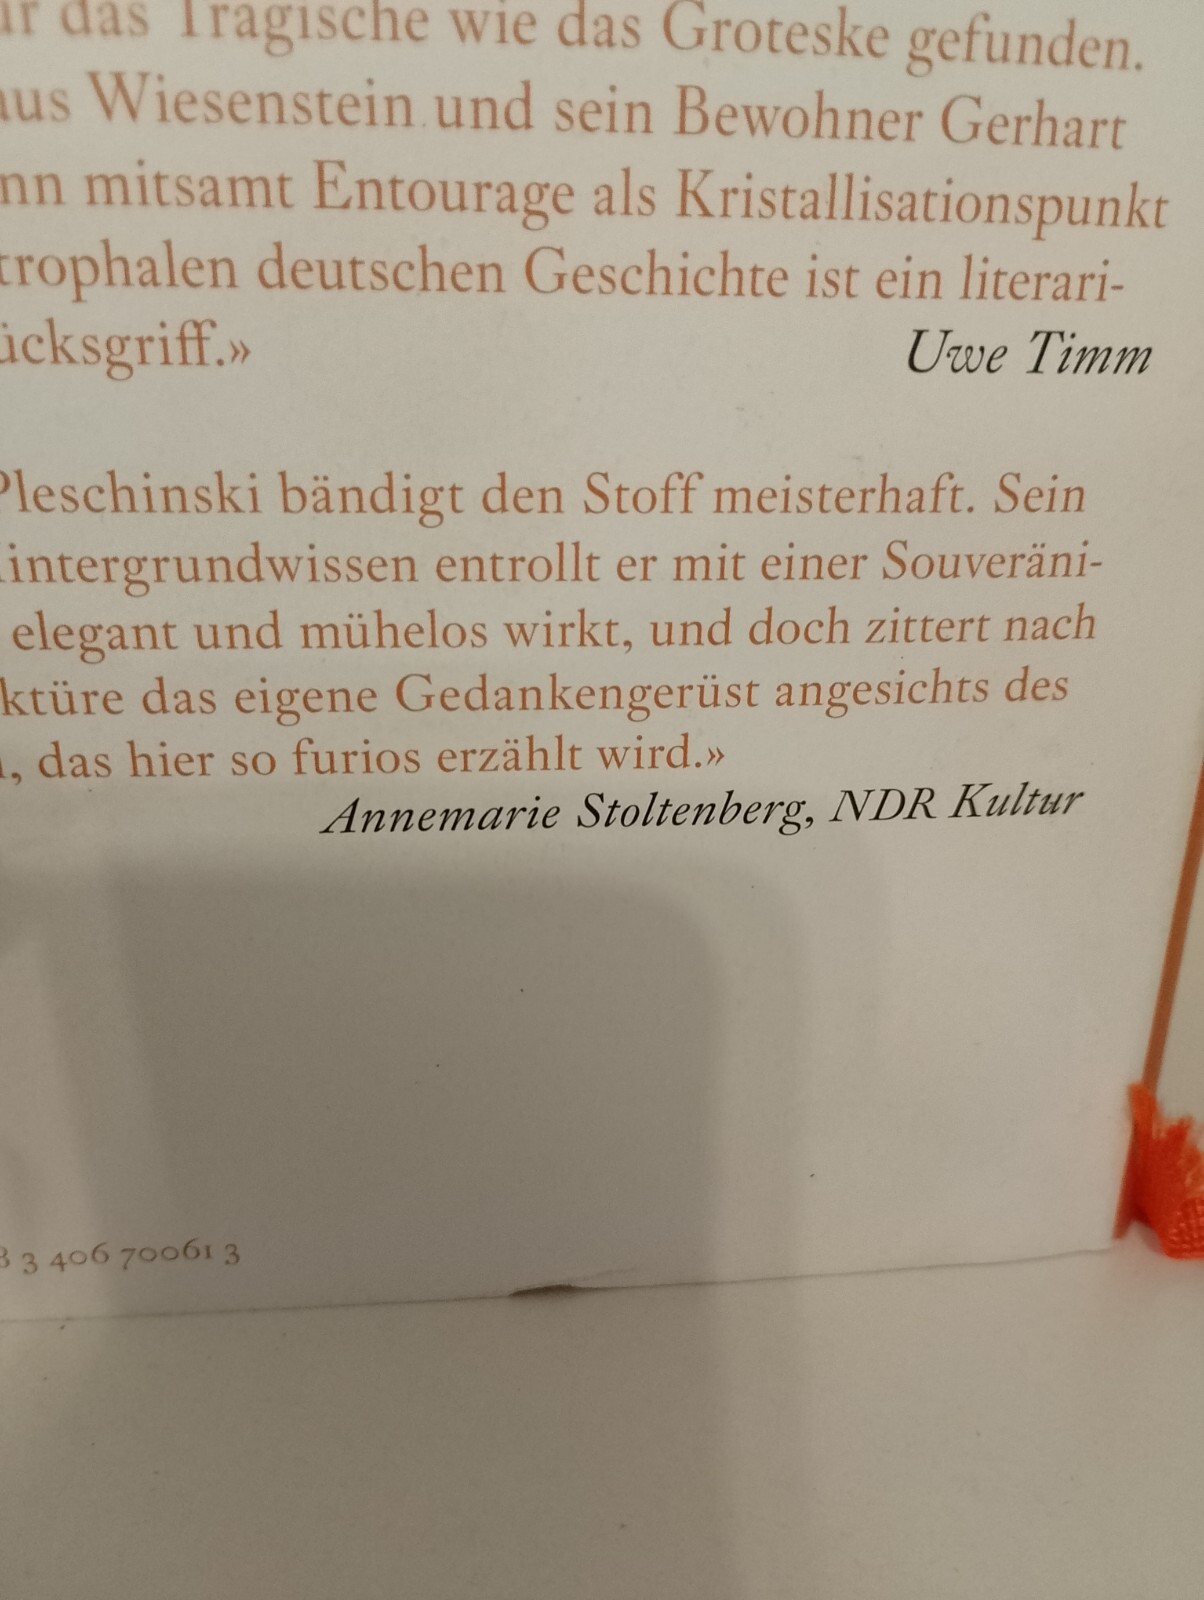 ür das Tragische wie das Groteske gefunden.
aus Wiesenstein und sein Bewohner Gerhart
nn mitsamt Entourage als Kristallisationspunkt
trophalen deutschen Geschichte ist ein literari-
ücksgriff.»
Uwe Timm
Pleschinski bändigt den Stoff meisterhaft. Sein
Hintergrundwissen entrollt er mit einer Souveräni-
elegant und mühelos wirkt, und doch zittert nach
ktüre das eigene Gedankengerüst angesichts des
, das hier so furios erzählt wird.»
Annemarie Stoltenberg, NDR Kultur
8 3 406 70061 3